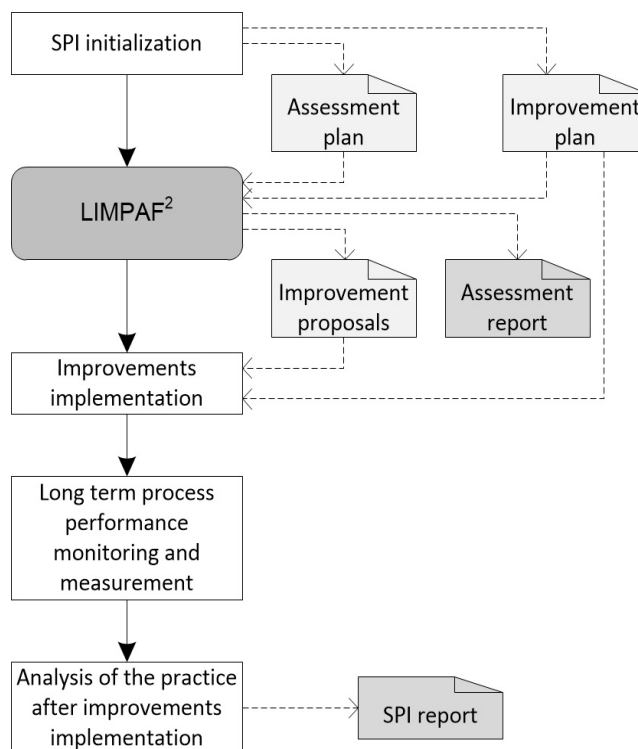 SPI initialization
Assessment
plan
Improvement
plan
LIMPAF²
Improvement
proposals
Assessment
report
Improvements
implementation
Long term process
performance
monitoring and
measurement
Analysis of the practice
after improvements
implementation
SPI report